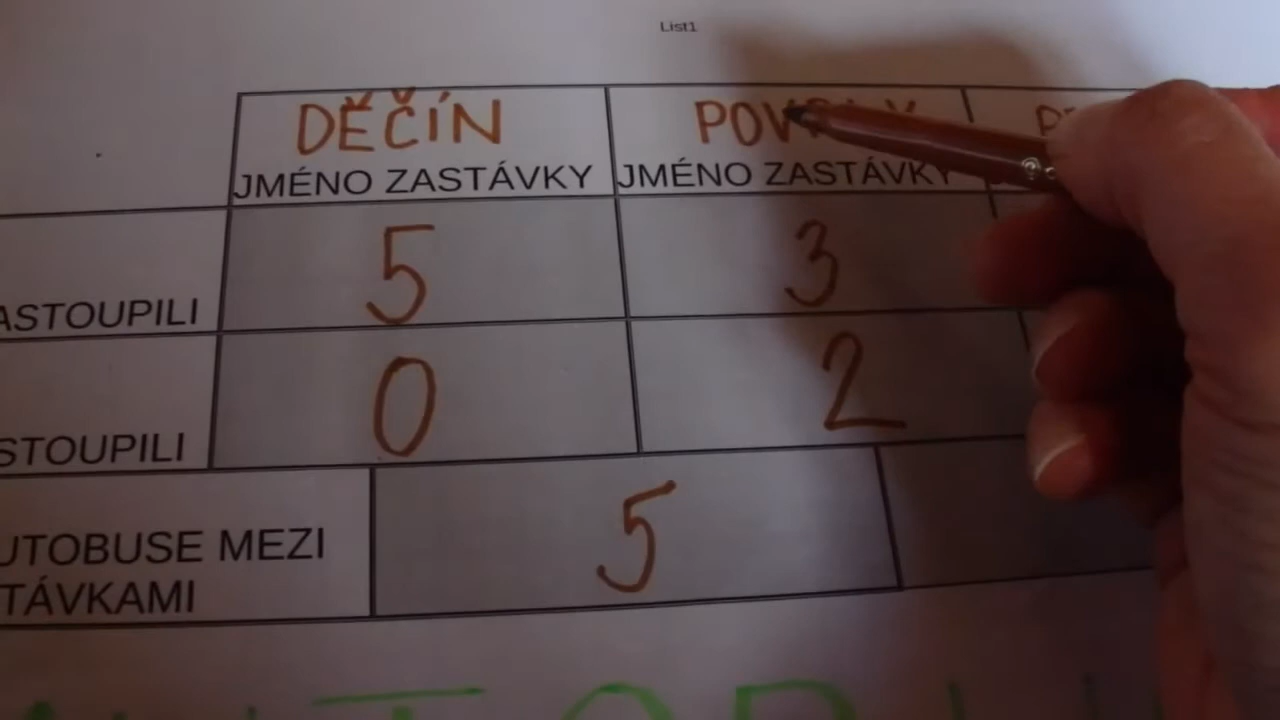 List1
DĚČÍN
JMÉNO ZASTÁVKY JMÉNO ZASTÁVKY
ASTOUPILI 5 3
STOUPILI 0 2
UTOBUSE MEZI 5
TÁVKAMI